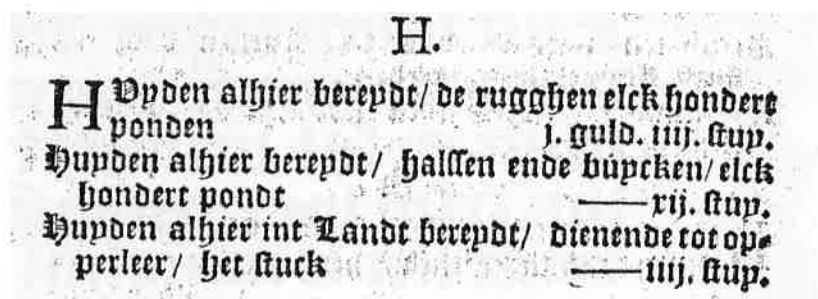 H.
HUyden alhier bereydt/ de rugghen elck hondert
ponden j. guld. iiij. stuy.
Huyden alhier bereydt/ halssen ende buycken/ elck
hondert pondt ——xij. stuy.
Huyden alhier int Landt bereydt/ dienende tot op-
perleer/ het stuck ——iiij. stuy.